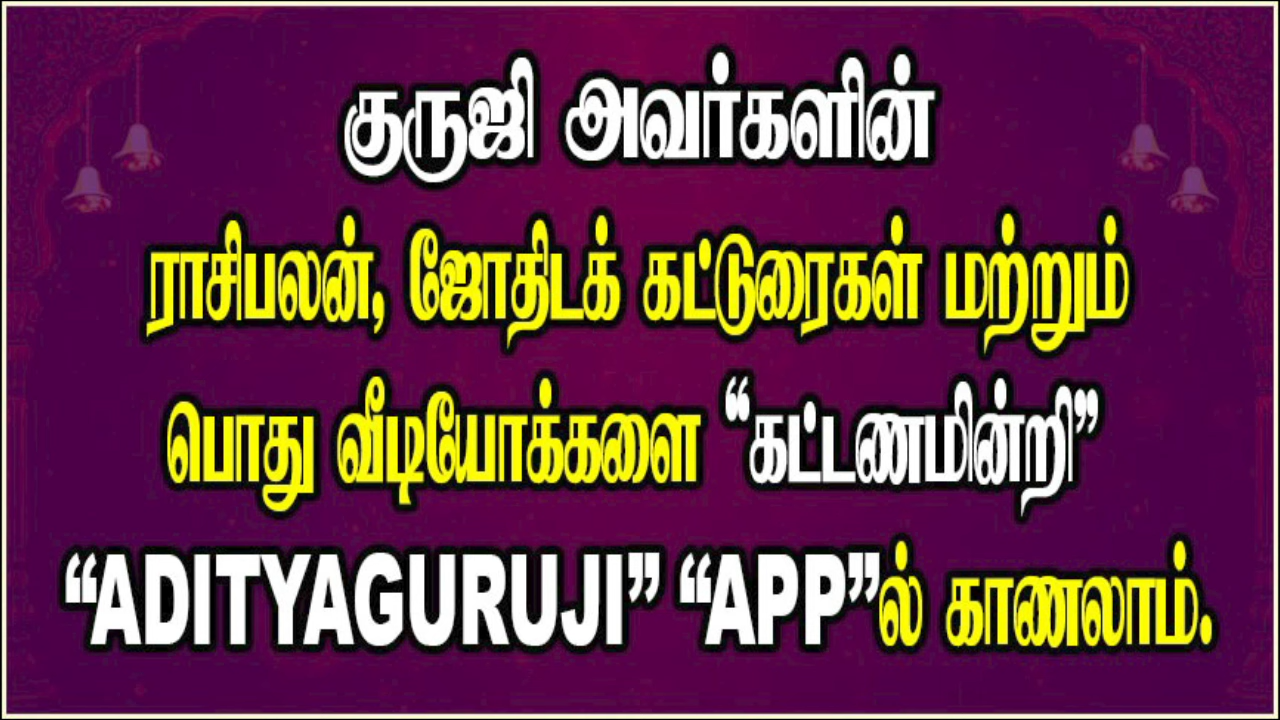 குருஜி அவர்களின்
ராசிபலன், ஜோதிடக் கட்டுரைகள் மற்றும்
பொது வீடியோக்களை “கட்டணமின்றி”
“ADITYAGURUJI” “APP”ல் காணலாம்.